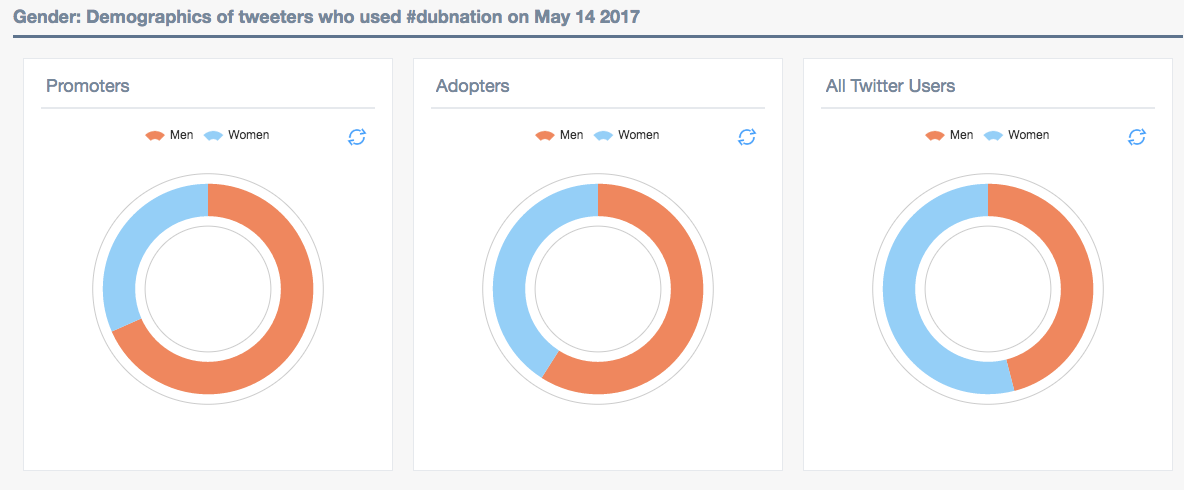 Gender: Demographics of tweeters who used #dubnation on May 14 2017
Promoters
Men Women
Adopters
Men Women
All Twitter Users
Men Women